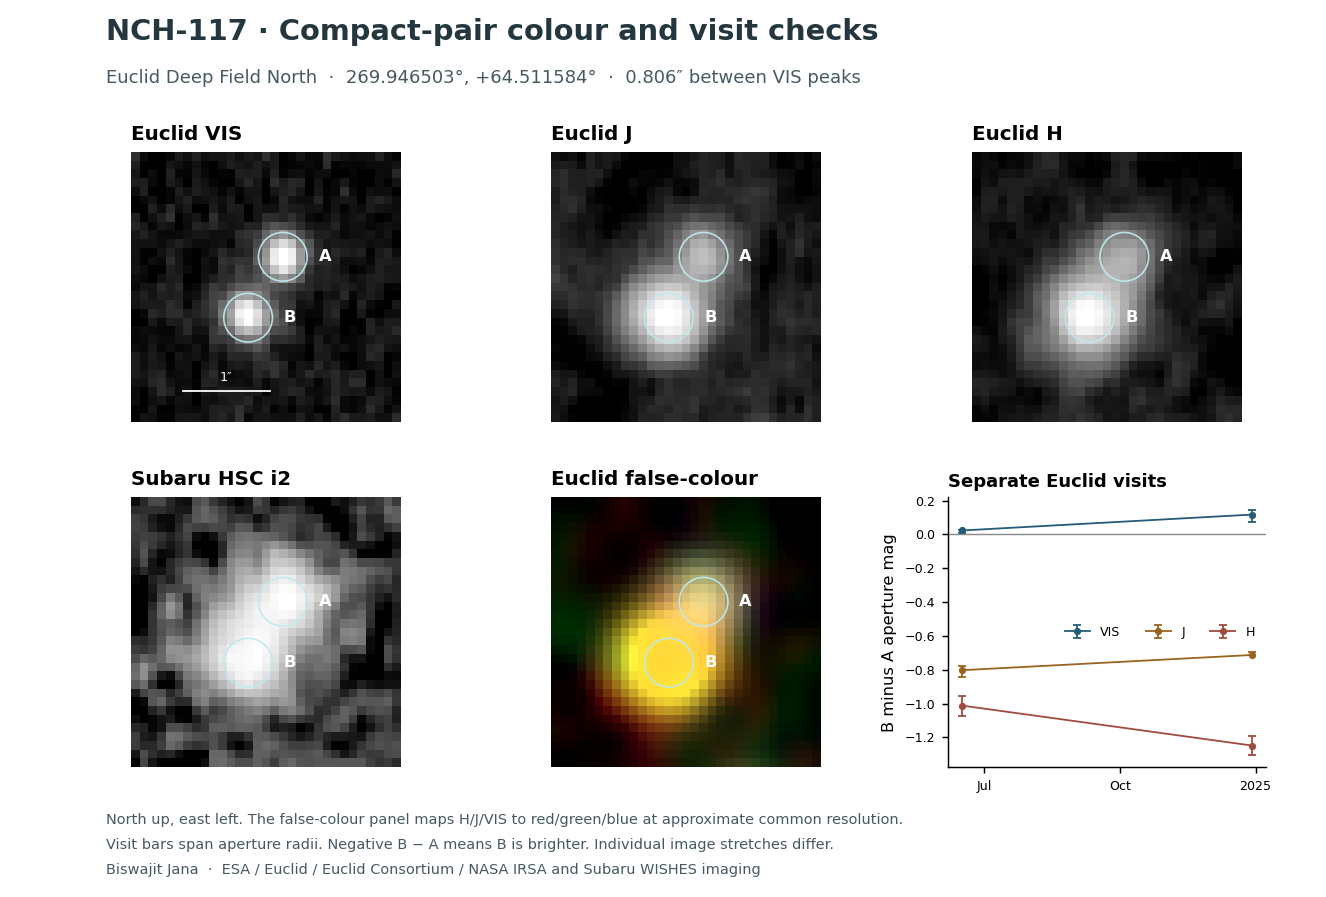 NCH-117 · Compact-pair colour and visit checks
Euclid Deep Field North · 269.946503°, +64.511584° · 0.806″ between VIS peaks
Euclid VIS
A
B
1″
Euclid J
A
B
Euclid H
A
B
Subaru HSC i2
A
B
Euclid false-colour
A
B
Separate Euclid visits
B minus A aperture mag
0.2
0.0
−0.2
−0.4
−0.6
−0.8
−1.0
−1.2
VIS J H
Jul Oct 2025
North up, east left. The false-colour panel maps H/J/VIS to red/green/blue at approximate common resolution.
Visit bars span aperture radii. Negative B − A means B is brighter. Individual image stretches differ.
Biswajit Jana · ESA / Euclid / Euclid Consortium / NASA IRSA and Subaru WISHES imaging